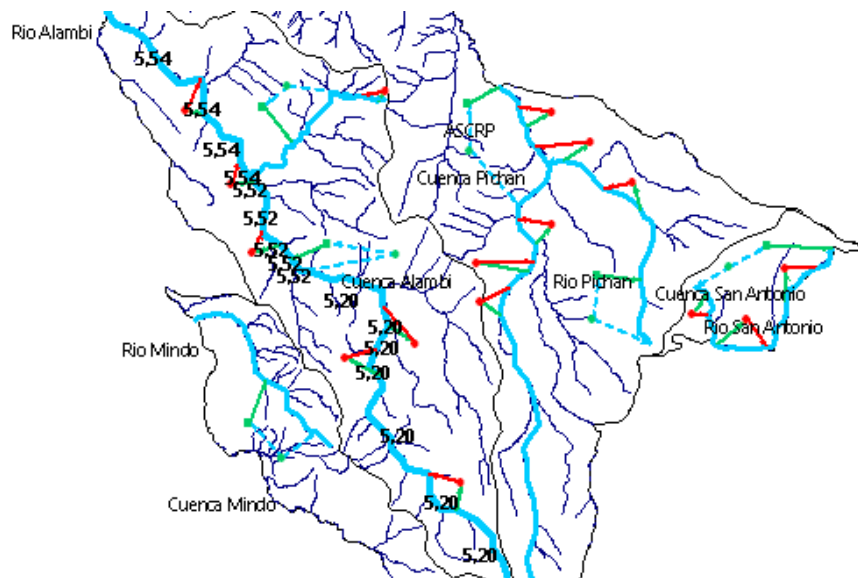 Rio Alambi
5,54
5,54
ASCRP
5,54
5,54
Cuenca Pichan
5,52
5,52
5,52
5,52
5,52
Cuenca Alambi
Rio Pichan
Cuenca San Antonio
5,20
5,20
Rio San Antonio
Rio Mindo
5,20
5,20
5,20
Cuenca Mindo
5,20
5,20